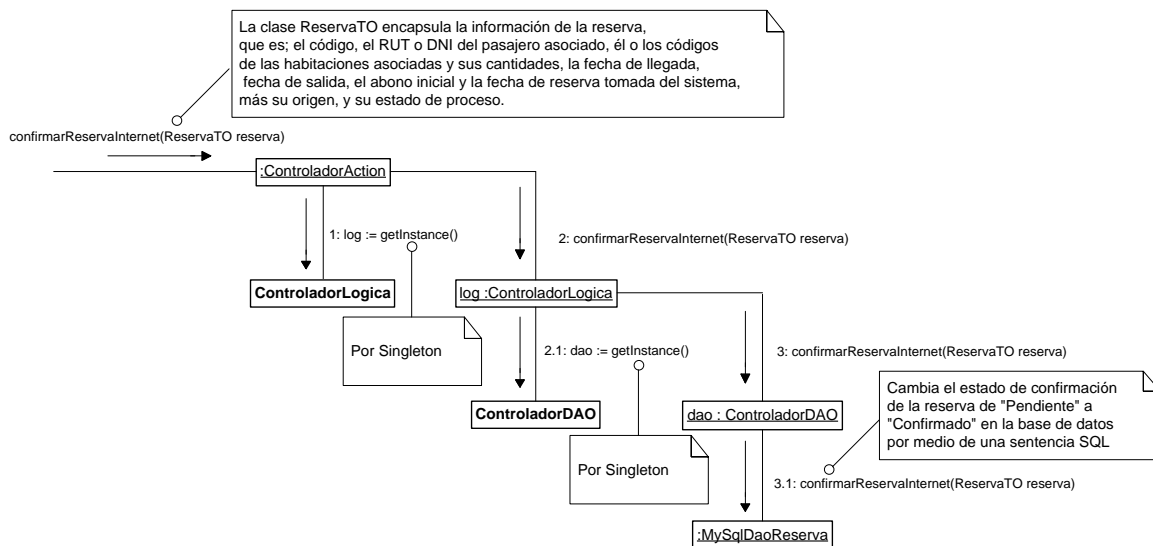 La clase ReservaTO encapsula la información de la reserva,
que es; el código, el RUT o DNI del pasajero asociado, él o los códigos
de las habitaciones asociadas y sus cantidades, la fecha de llegada,
fecha de salida, el abono inicial y la fecha de reserva tomada del sistema,
más su origen, y su estado de proceso.
confirmarReservaInternet(ReservaTO reserva)
:ControladorAction
1: log := getInstance()
2: confirmarReservaInternet(ReservaTO reserva)
ControladorLogica
log :ControladorLogica
Por Singleton
2.1: dao := getInstance()
3: confirmarReservaInternet(ReservaTO reserva)
Cambia el estado de confirmación
de la reserva de "Pendiente" a
"Confirmado" en la base de datos
por medio de una sentencia SQL
ControladorDAO
dao : ControladorDAO
Por Singleton
3.1: confirmarReservaInternet(ReservaTO reserva)
:MySqlDaoReserva